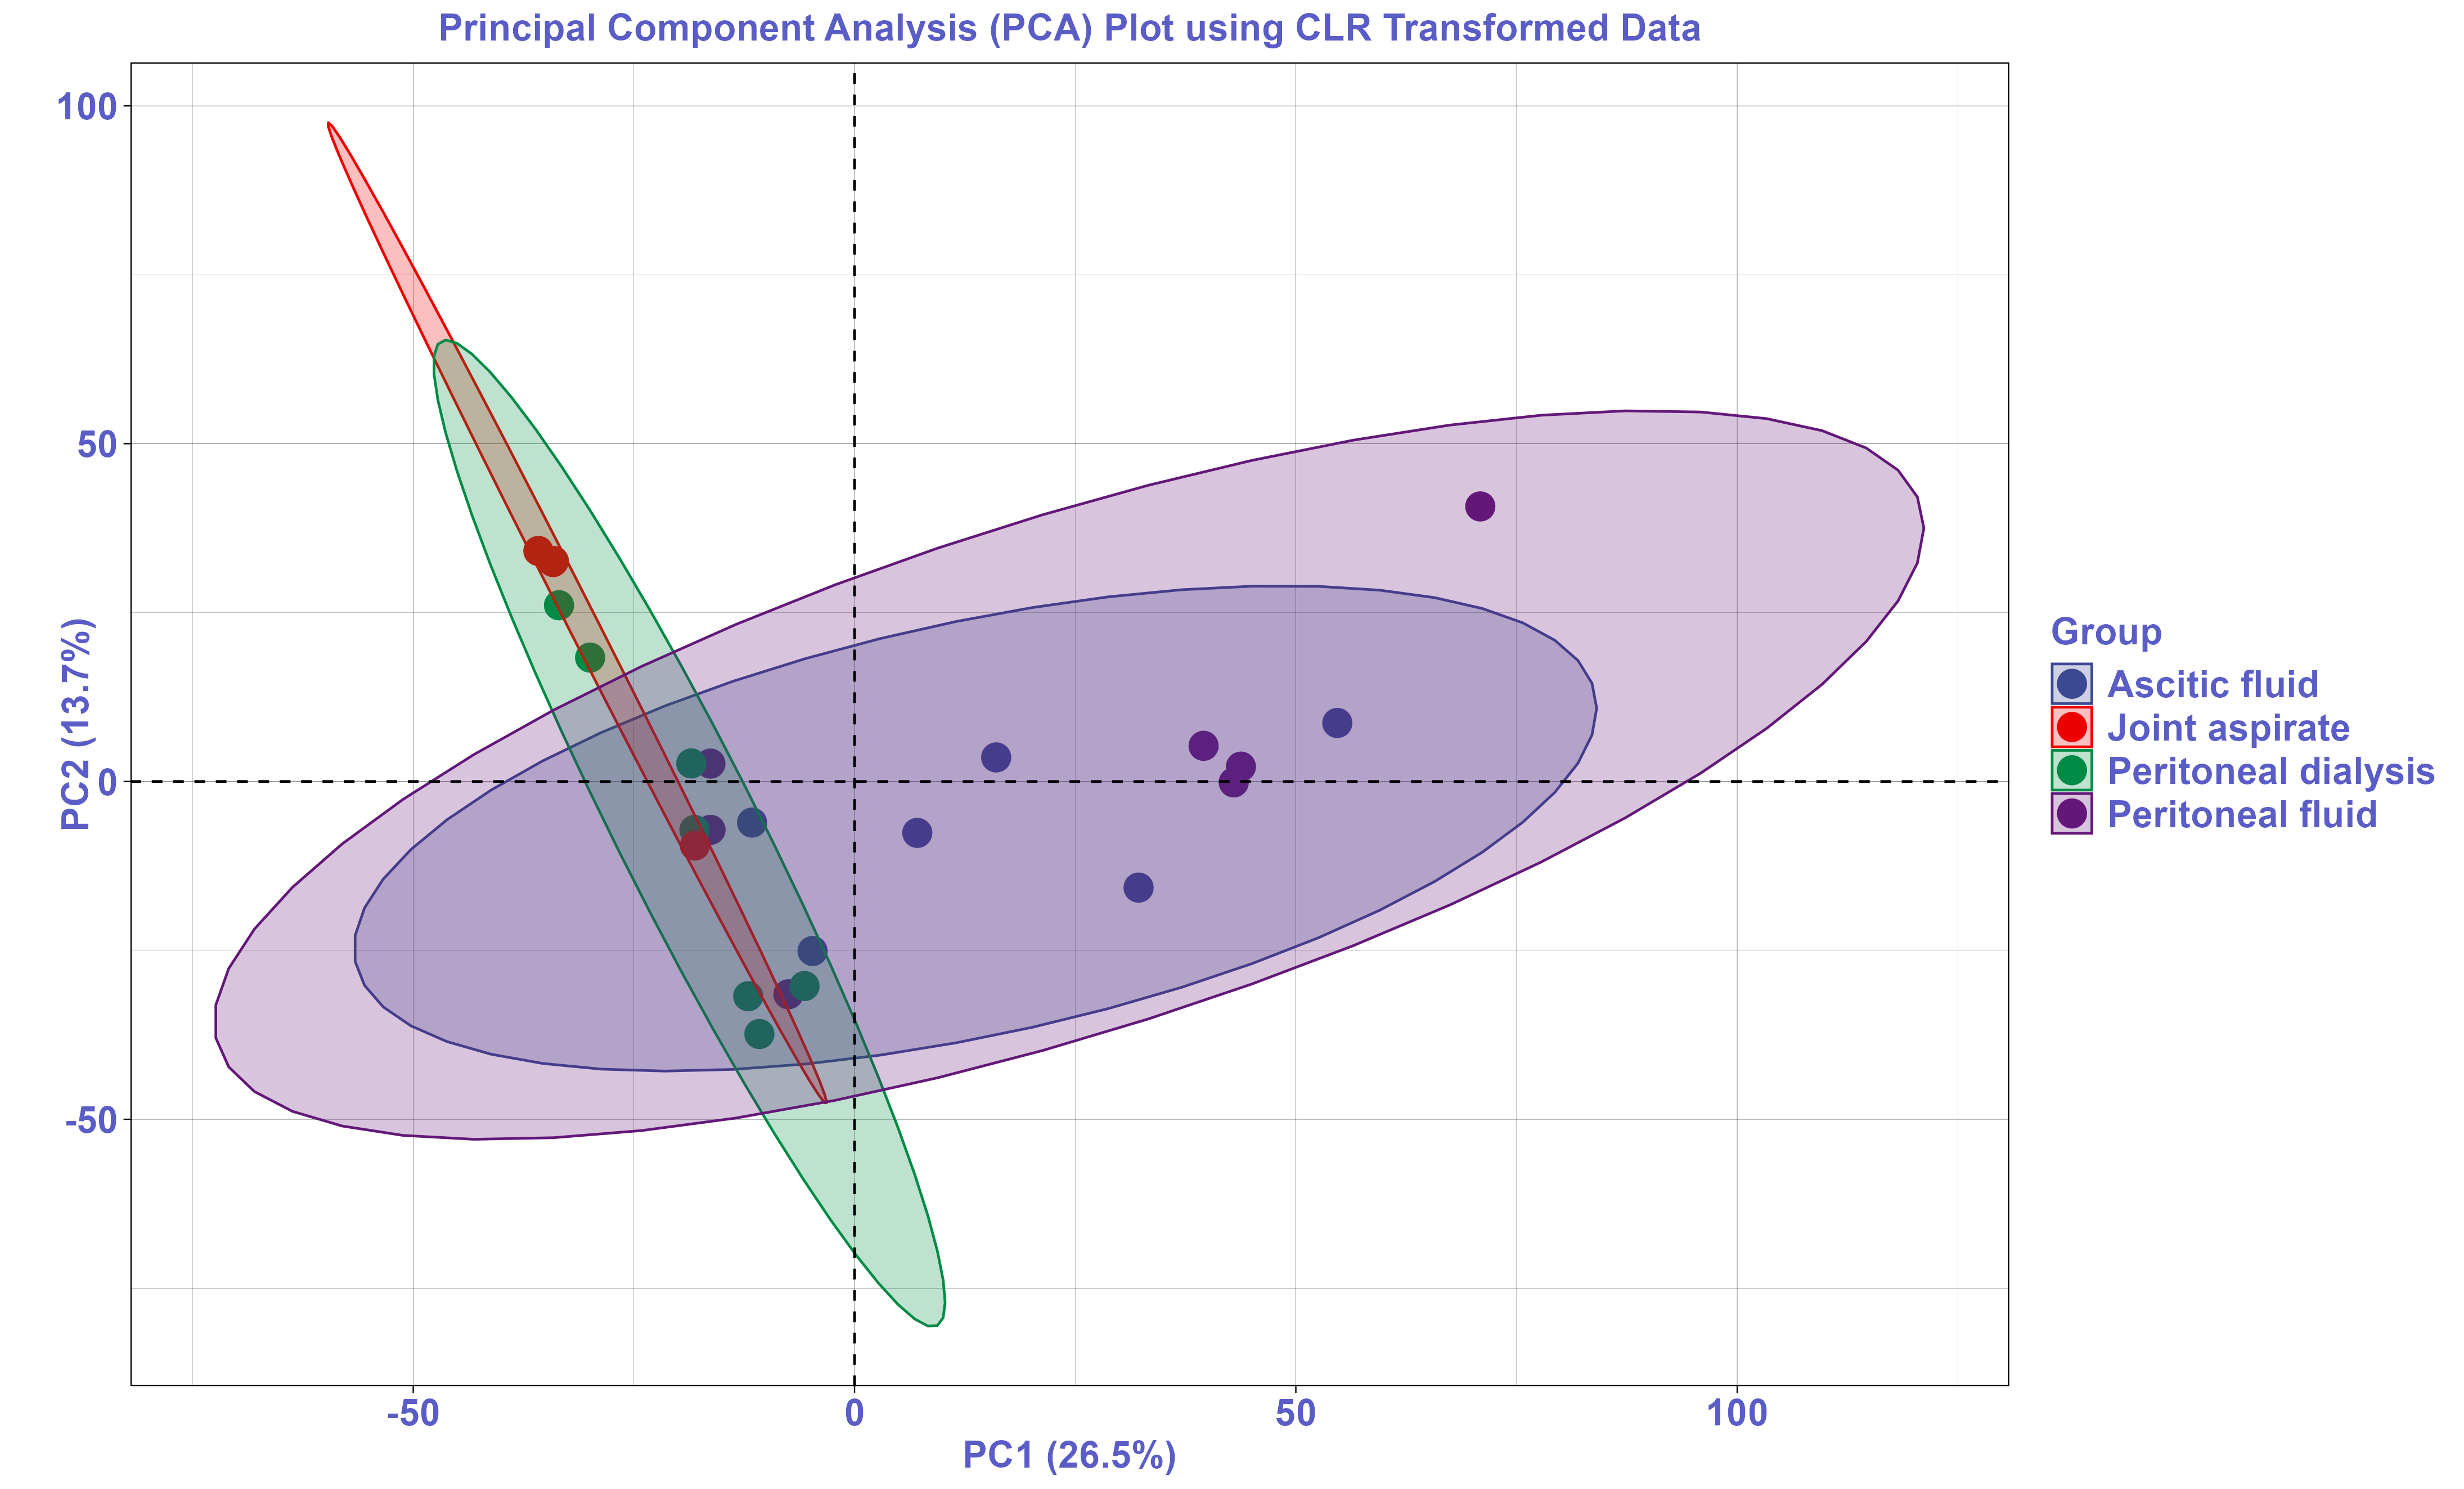 Principal Component Analysis (PCA) Plot using CLR Transformed Data
100
50
0
-50
PC2 (13.7%)
-50
0
50
100
PC1 (26.5%)
Group
Ascitic fluid
Joint aspirate
Peritoneal dialysis
Peritoneal fluid